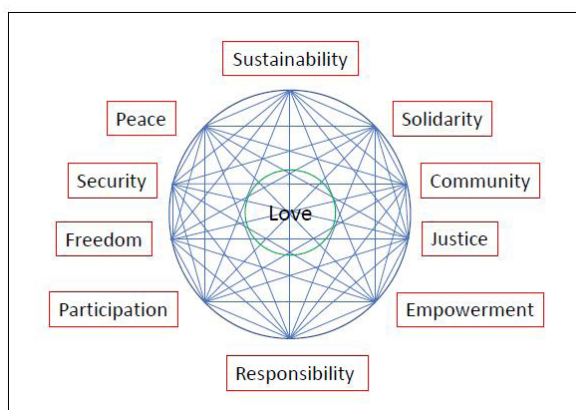 Sustainability
Peace
Solidarity
Security
Community
Love
Freedom
Justice
Participation
Empowerment
Responsibility